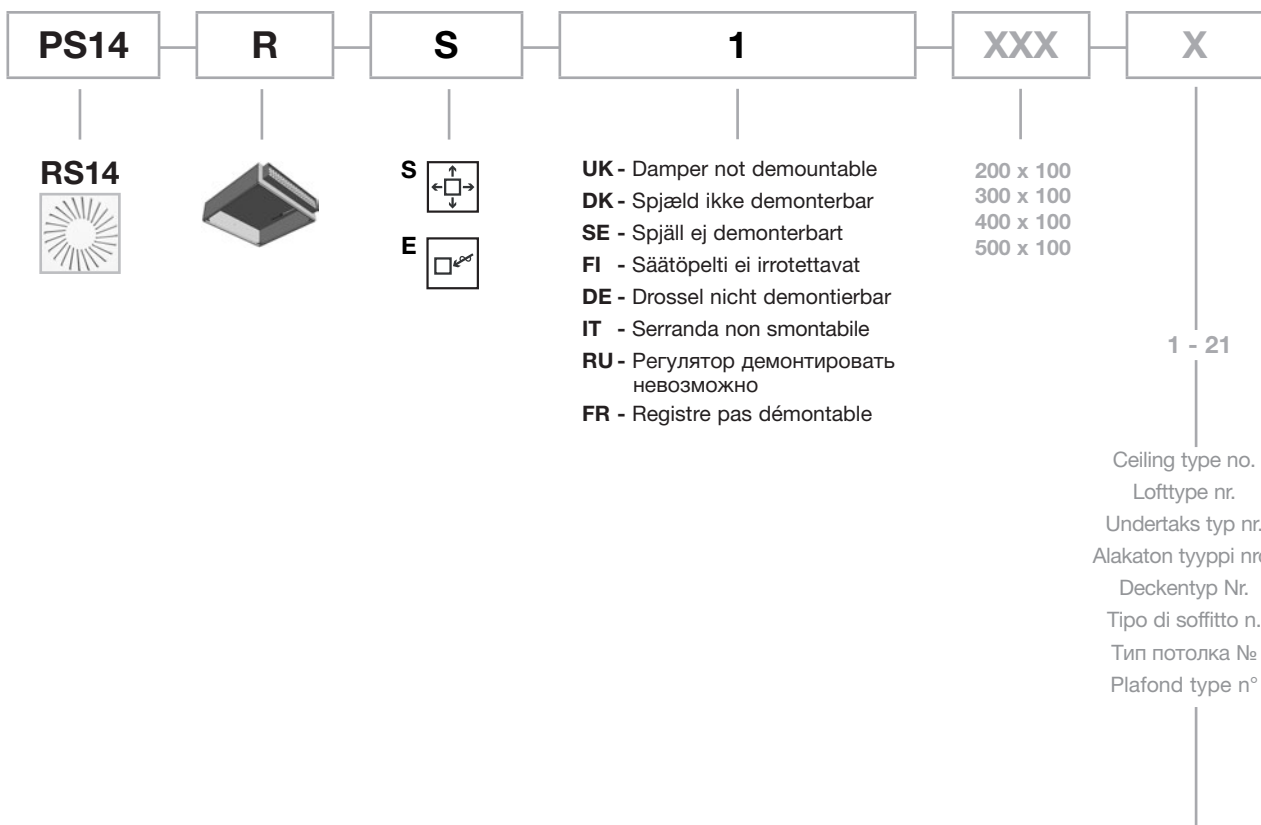 PS14 R S 1 XXX X
RS14
S
E
UK - Damper not demountable
DK - Spjæld ikke demonterbar
SE - Spjäll ej demonterbart
FI - Säätöpelti ei irrotettavat
DE - Drossel nicht demontierbar
IT - Serranda non smontabile
RU - Регулятор демонтировать
невозможно
FR - Registre pas démontable
200 x 100
300 x 100
400 x 100
500 x 100
1 - 21
Ceiling type no.
Lofttype nr.
Undertaks typ nr.
Alakaton tyyppi nro
Deckentyp Nr.
Tipo di soffitto n.
Тип потолка №
Plafond type n°